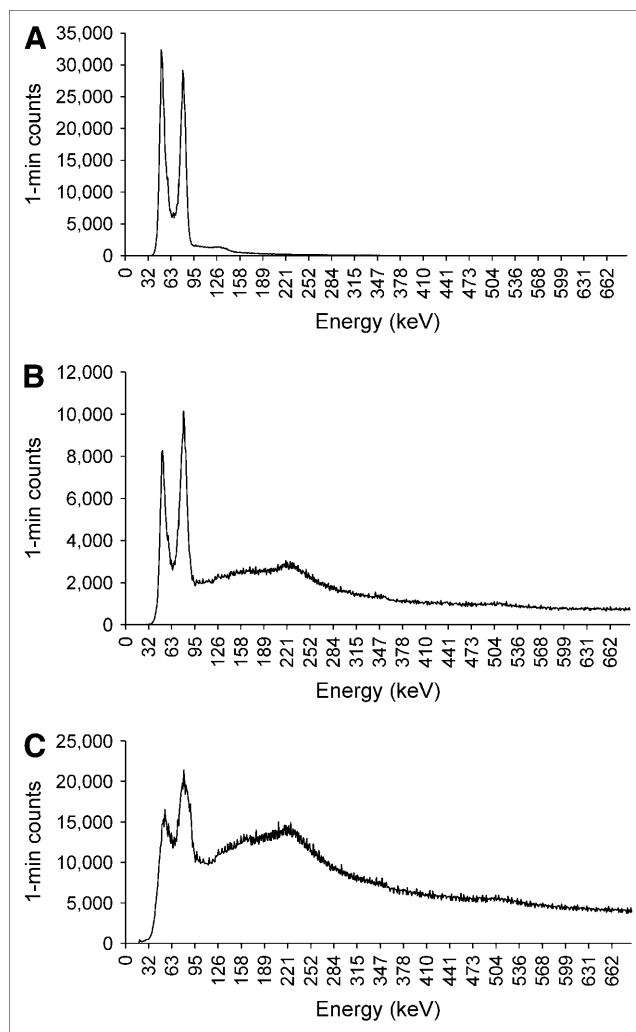 A
35,000
30,000
25,000
20,000
15,000
10,000
5,000
0
1-min counts
0 32 63 95 126 158 189 221 252 284 315 347 378 410 441 473 504 536 568 599 631 662
Energy (keV)
B
12,000
10,000
8,000
6,000
4,000
2,000
0
1-min counts
0 32 63 95 126 158 189 221 252 284 315 347 378 410 441 473 504 536 568 599 631 662
Energy (keV)
C
25,000
20,000
15,000
10,000
5,000
0
1-min counts
0 32 63 95 126 158 189 221 252 284 315 347 378 410 441 473 504 536 568 599 631 662
Energy (keV)